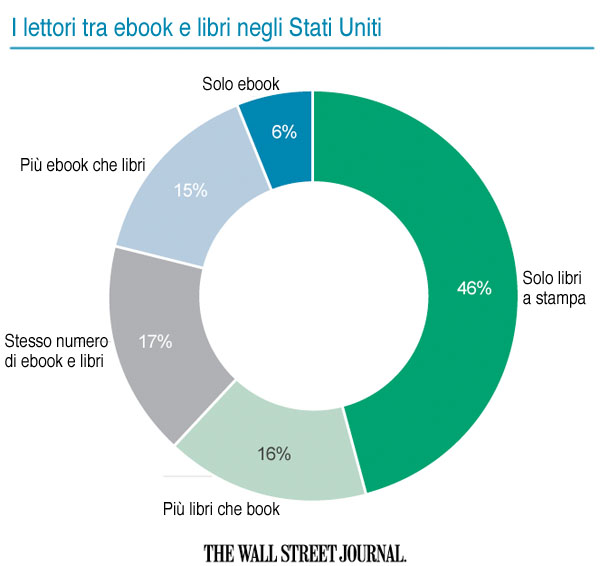 I lettori tra ebook e libri negli Stati Uniti
Solo ebook
6%
Più ebook che libri
15%
Solo libri
a stampa
46%
Stesso numero
di ebook e libri
17%
16%
Più libri che book
THE WALL STREET JOURNAL.